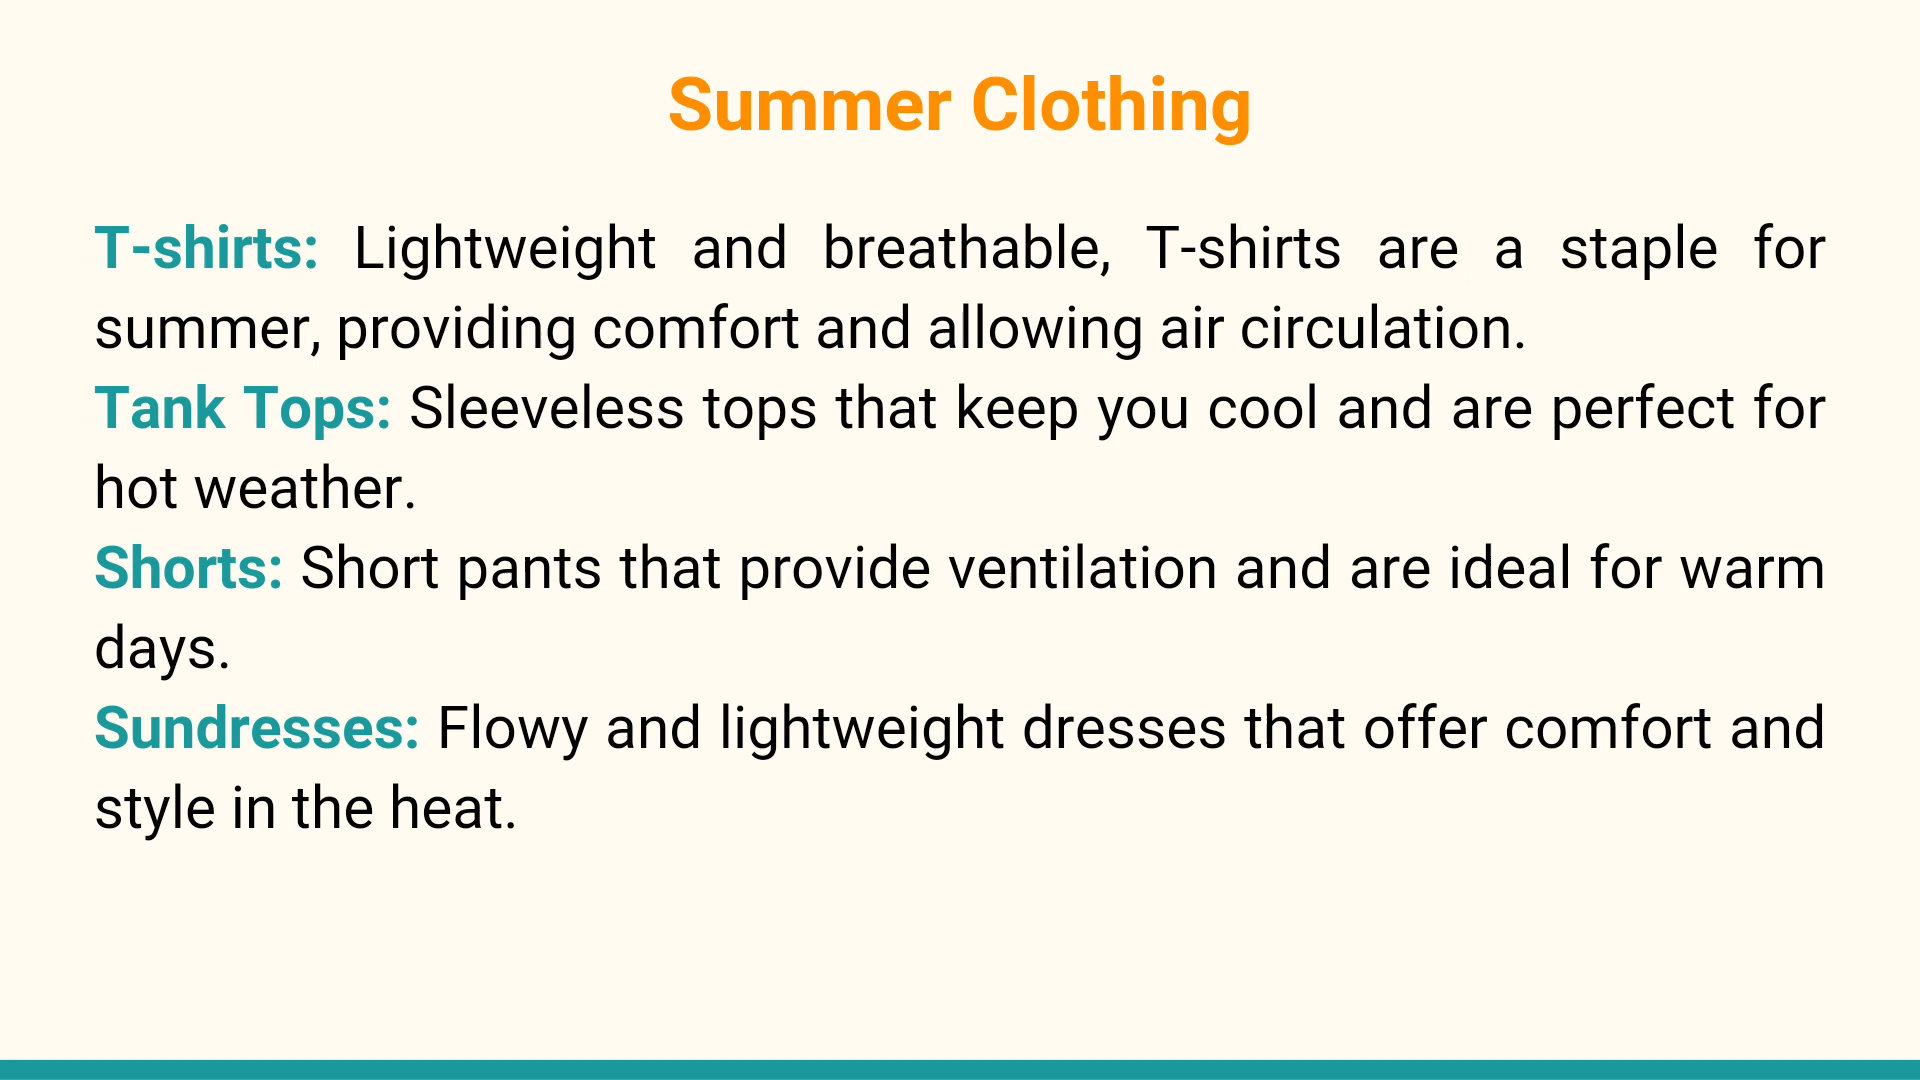 Summer Clothing
T-shirts: Lightweight and breathable, T-shirts are a staple for
summer, providing comfort and allowing air circulation.
Tank Tops: Sleeveless tops that keep you cool and are perfect for
hot weather.
Shorts: Short pants that provide ventilation and are ideal for warm
days.
Sundresses: Flowy and lightweight dresses that offer comfort and
style in the heat.